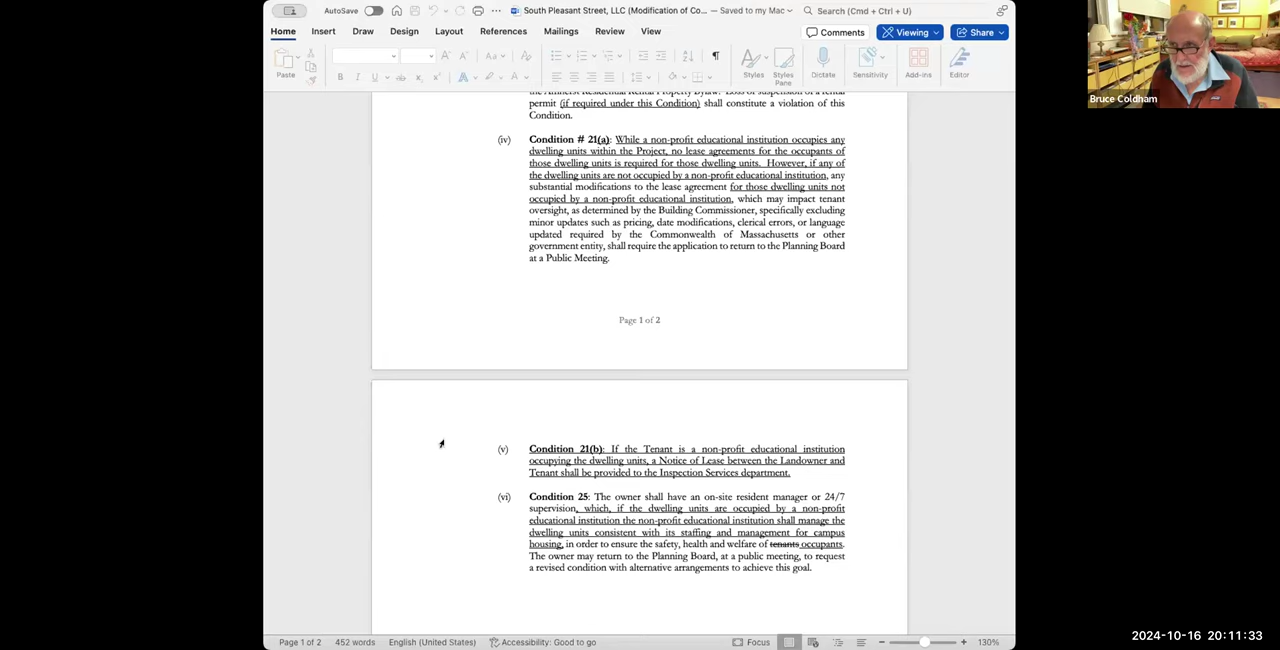 AutoSave
South Pleasant Street, LLC (Modification of Co... — Saved to my Mac
Search (Cmd + Ctrl + U)
Home Insert Draw Design Layout References Mailings Review View
Comments Viewing Share
Paste
Aa
B I U ab x x A A
Styles
Styles Pane
Dictate
Sensitivity
Add-ins
Editor
the Amherst Residential Rental Property Bylaw. Loss or suspension of a rental
permit (if required under this Condition) shall constitute a violation of this
Condition.
(iv) Condition # 21(a): While a non-profit educational institution occupies any
dwelling units within the Project, no lease agreements for the occupants of
those dwelling units is required for those dwelling units. However, if any of
the dwelling units are not occupied by a non-profit educational institution, any
substantial modifications to the lease agreement for those dwelling units not
occupied by a non-profit educational institution, which may impact tenant
oversight, as determined by the Building Commissioner, specifically excluding
minor updates such as pricing, date modifications, clerical errors, or language
updated required by the Commonwealth of Massachusetts or other
government entity, shall require the application to return to the Planning Board
at a Public Meeting.
Page 1 of 2
(v) Condition 21(b): If the Tenant is a non-profit educational institution
occupying the dwelling units, a Notice of Lease between the Landowner and
Tenant shall be provided to the Inspection Services department.
(vi) Condition 25: The owner shall have an on-site resident manager or 24/7
supervision, which, if the dwelling units are occupied by a non-profit
educational institution the non-profit educational institution shall manage the
dwelling units consistent with its staffing and management for campus
housing, in order to ensure the safety, health and welfare of tenants occupants.
The owner may return to the Planning Board, at a public meeting, to request
a revised condition with alternative arrangements to achieve this goal.
Page 1 of 2 452 words English (United States) Accessibility: Good to go Focus 130%
Bruce Coldham
2024-10-16 20:11:33